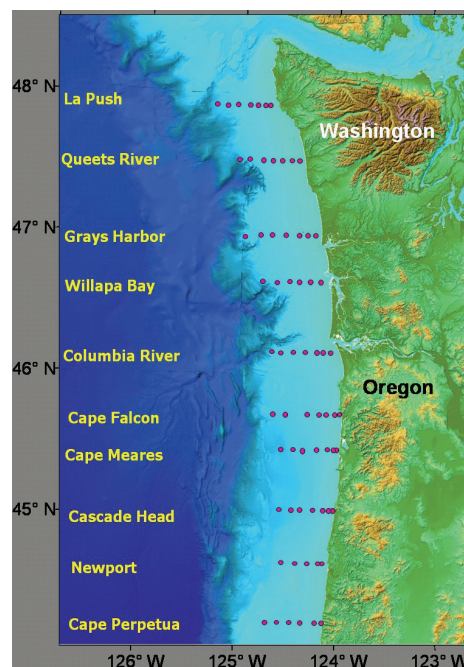 48° N
La Push
Washington
Queets River
47° N
Grays Harbor
Willapa Bay
Columbia River
46° N
Oregon
Cape Falcon
Cape Meares
45° N
Cascade Head
Newport
Cape Perpetua
126° W 125° W 124° W 123° W